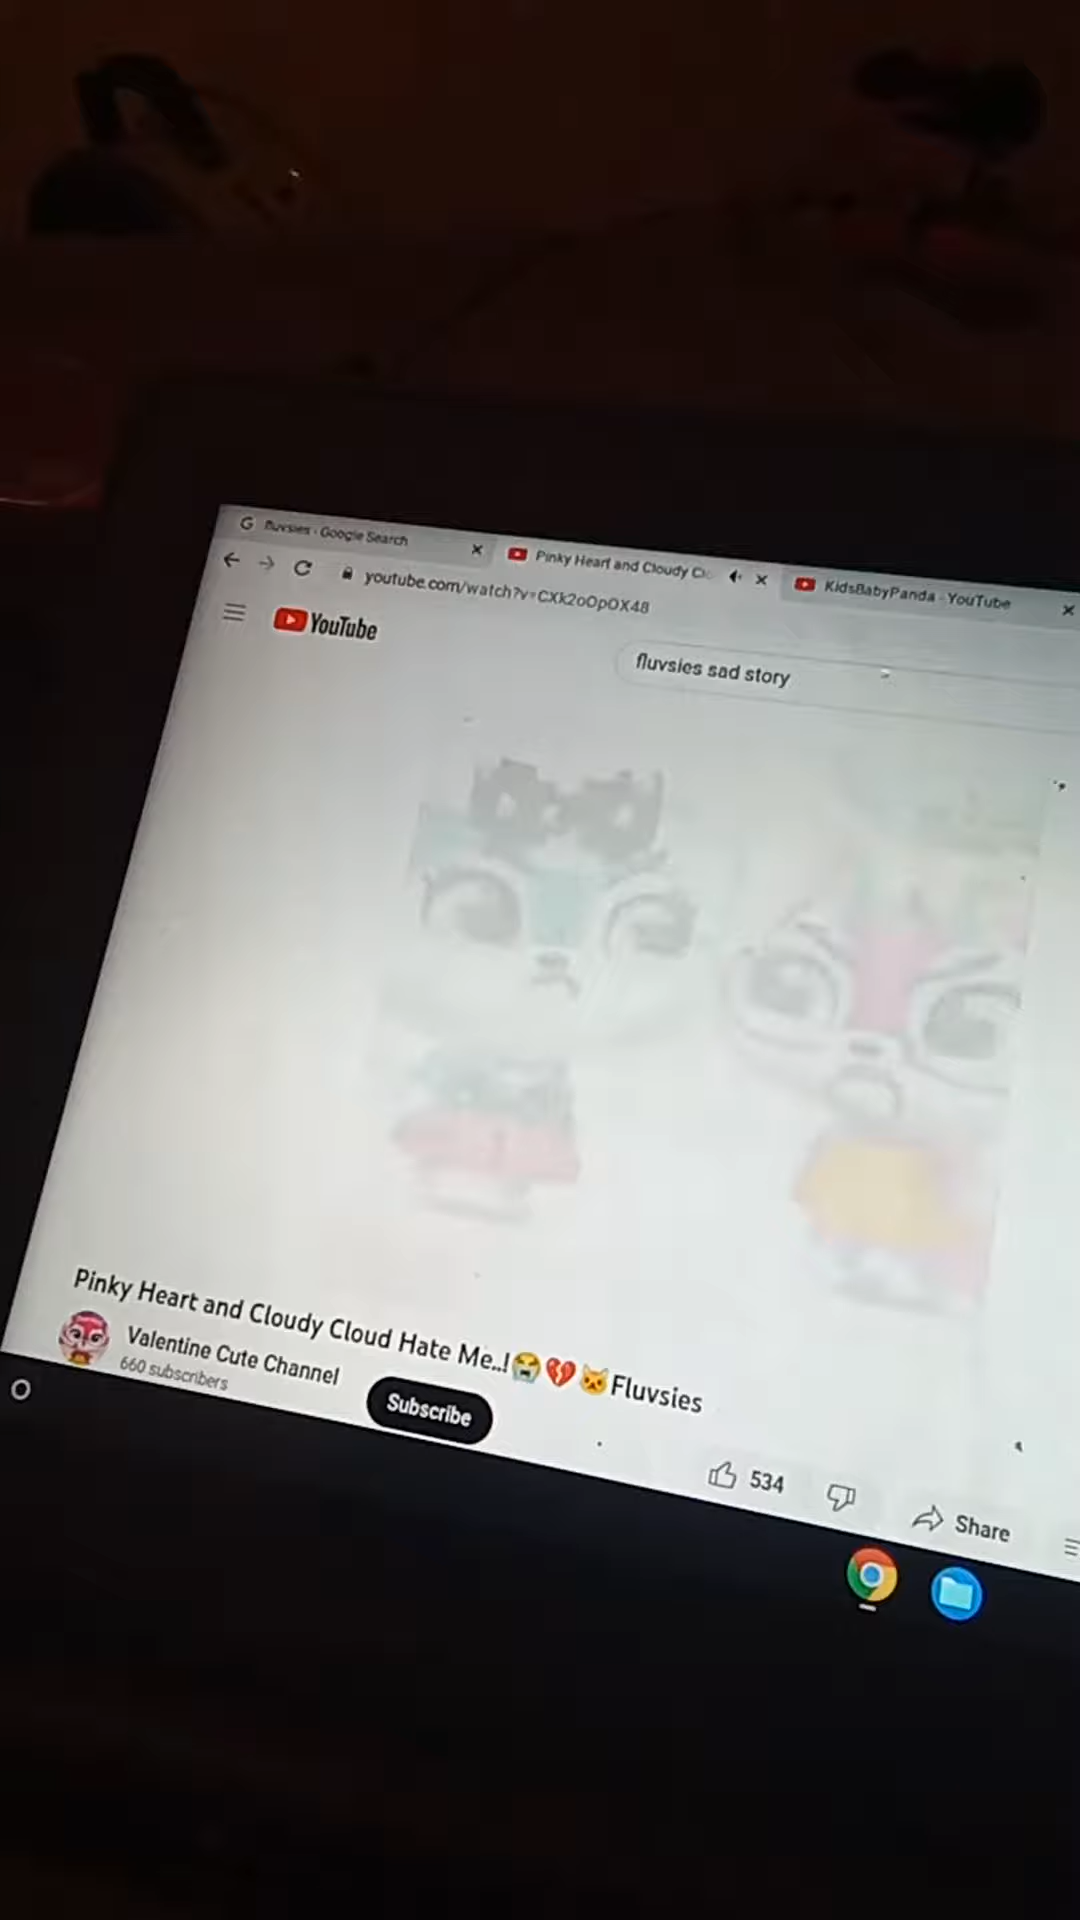 fluvsies - Google Search
Pinky Heart and Cloudy Clo
KidsBabyPanda - YouTube
youtube.com/watch?v=CXk2oOpOX48
YouTube
fluvsies sad story
Pinky Heart and Cloudy Cloud Hate Me..!😭💔😾Fluvsies
Valentine Cute Channel
660 subscribers
Subscribe
534
Share